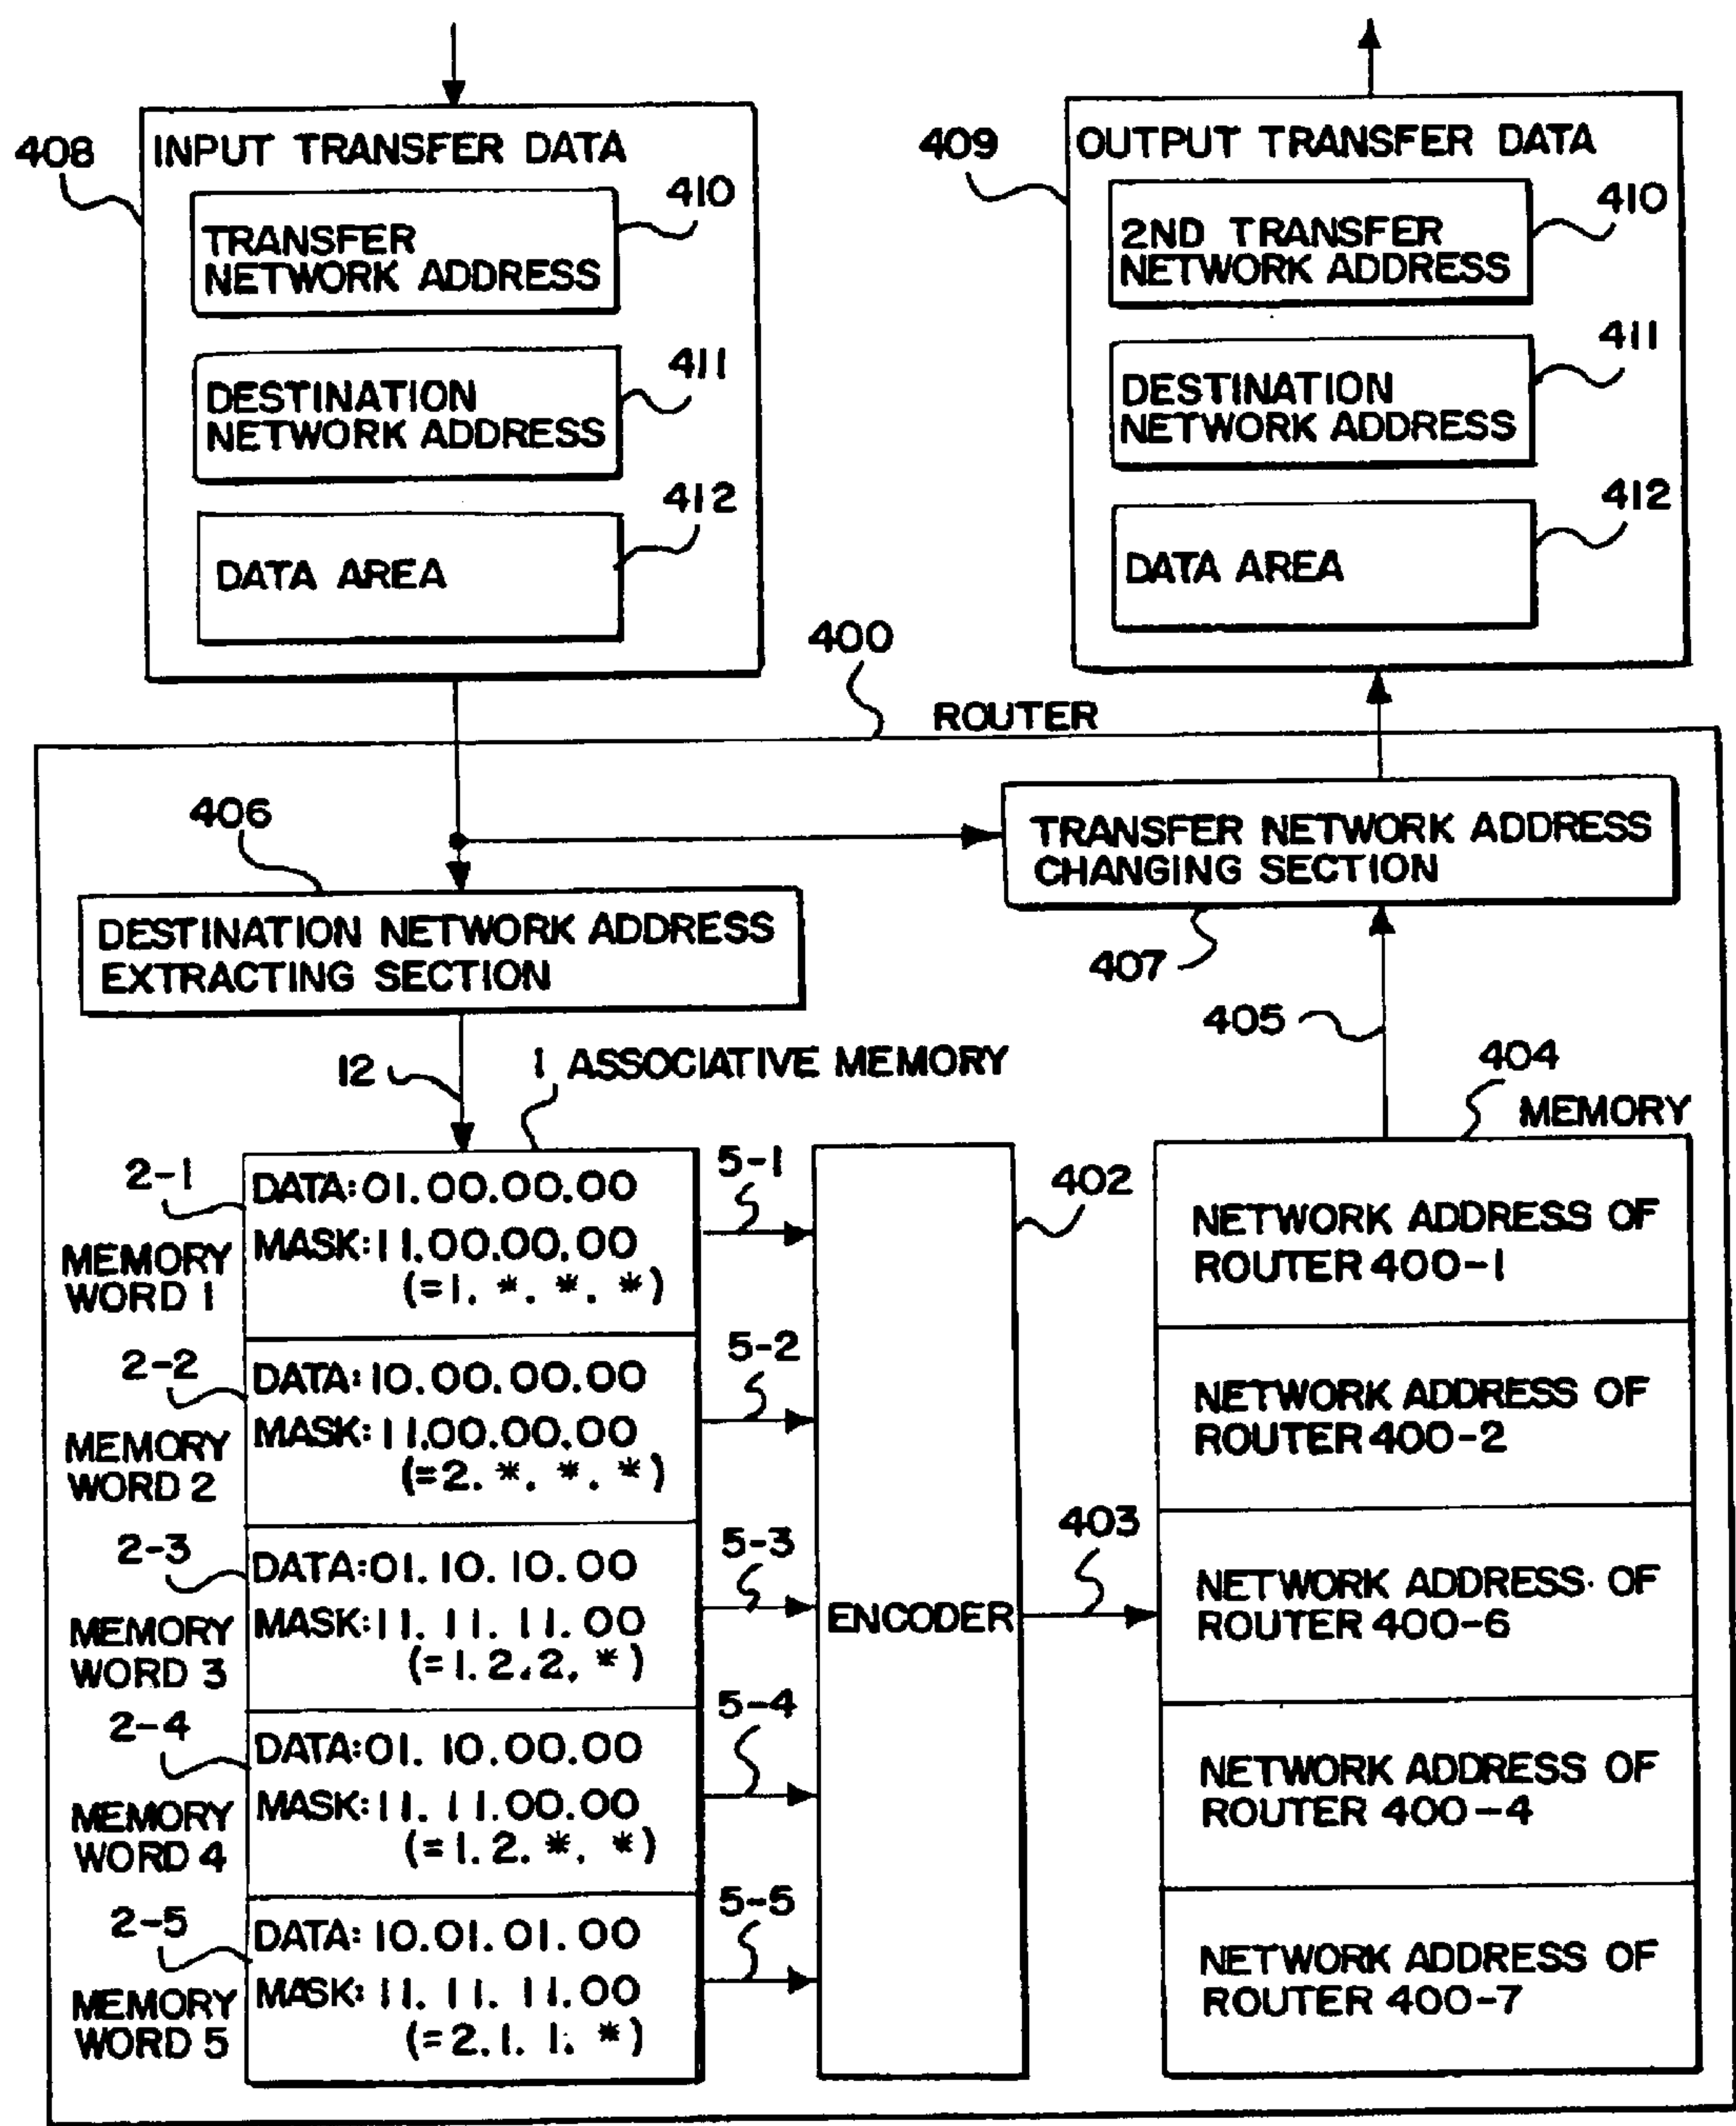 408
INPUT TRANSFER DATA
410
TRANSFER
NETWORK ADDRESS
411
DESTINATION
NETWORK ADDRESS
412
DATA AREA
409
OUTPUT TRANSFER DATA
410
2ND TRANSFER
NETWORK ADDRESS
411
DESTINATION
NETWORK ADDRESS
412
DATA AREA
400
ROUTER
406
DESTINATION NETWORK ADDRESS
EXTRACTING SECTION
TRANSFER NETWORK ADDRESS
CHANGING SECTION
407
405
12
1 ASSOCIATIVE MEMORY
404
MEMORY
2-1
MEMORY
WORD 1
DATA:01.00.00.00
MASK:11.00.00.00
(=1. *. *. *)
5-1
2-2
MEMORY
WORD 2
DATA:10.00.00.00
MASK:11.00.00.00
(=2. *. *. *)
5-2
2-3
MEMORY
WORD 3
DATA:01. 10. 10. 00
MASK:11. 11. 11. 00
(=1. 2. 2. *)
5-3
2-4
MEMORY
WORD 4
DATA:01. 10.00.00
MASK:11. 11.00.00
(=1. 2. *. *)
5-4
2-5
MEMORY
WORD 5
DATA: 10.01.01.00
MASK: 11. 11. 11.00
(=2. 1. 1. *)
5-5
402
ENCODER
403
NETWORK ADDRESS OF
ROUTER 400-1
NETWORK ADDRESS OF
ROUTER 400-2
NETWORK ADDRESS OF
ROUTER 400-6
NETWORK ADDRESS OF
ROUTER 400-4
NETWORK ADDRESS OF
ROUTER 400-7